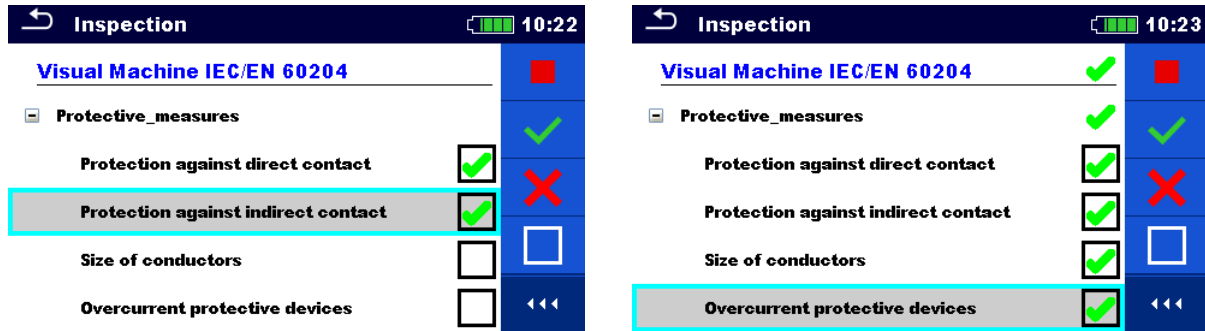 Inspection 10:22
Visual Machine IEC/EN 60204
Protective_measures
Protection against direct contact
Protection against indirect contact
Size of conductors
Overcurrent protective devices
Inspection 10:23
Visual Machine IEC/EN 60204
Protective_measures
Protection against direct contact
Protection against indirect contact
Size of conductors
Overcurrent protective devices